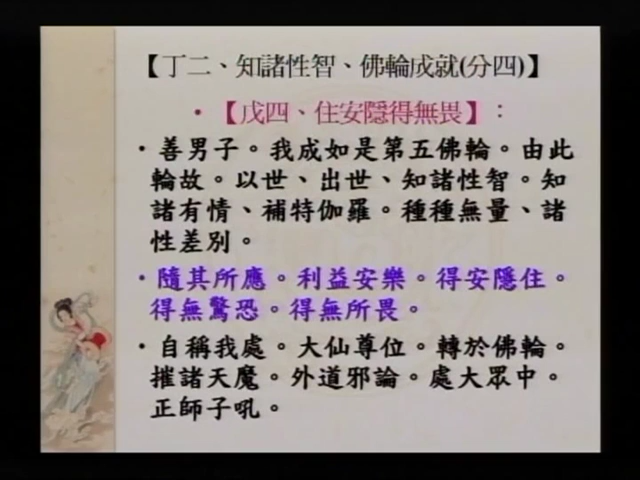 【丁二、知諸性智、佛輪成就(分四)】
•【戊四、住安隱得無畏】：
•善男子。我成如是第五佛輪。由此
輪故。以世、出世、知諸性智。知
諸有情、補特伽羅。種種無量、諸
性差別。
•隨其所應。利益安樂。得安隱住。
得無驚恐。得無所畏。
•自稱我處。大仙尊位。轉於佛輪。
摧諸天魔。外道邪論。處大眾中。
正師子吼。